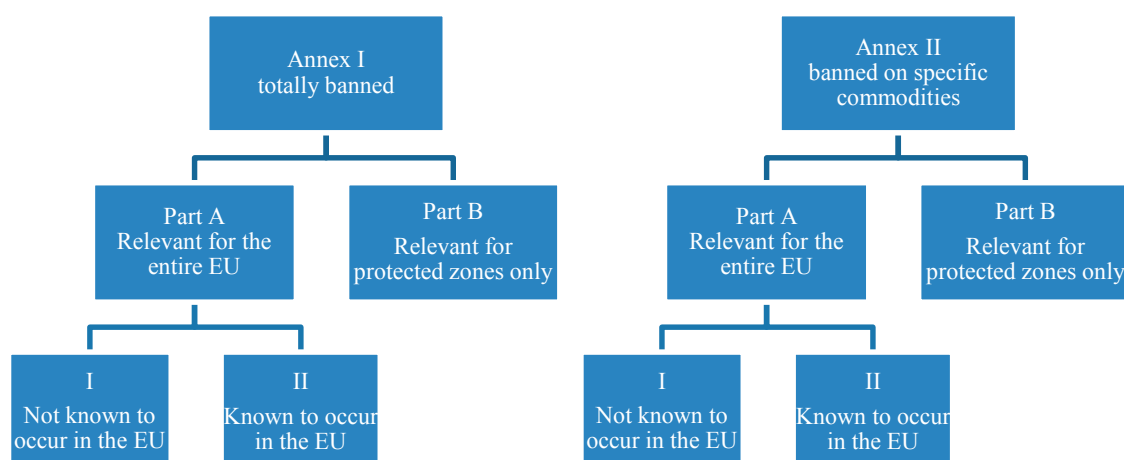 Annex I
totally banned
Annex II
banned on specific
commodities
Part A
Relevant for the
entire EU
Part B
Relevant for
protected zones only
Part A
Relevant for the
entire EU
Part B
Relevant for
protected zones only
I
Not known to
occur in the EU
II
Known to occur
in the EU
I
Not known to
occur in the EU
II
Known to occur
in the EU